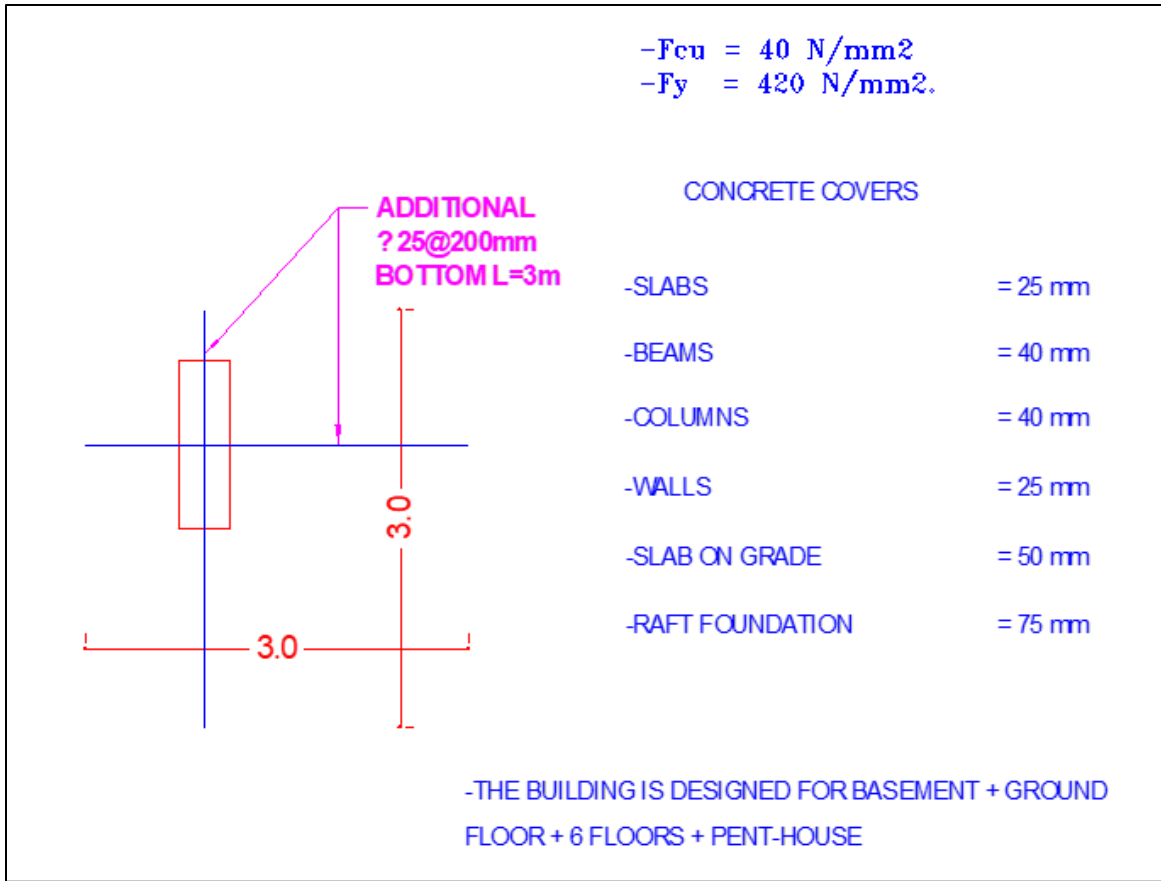 -Fcu = 40 N/mm2
-Fy = 420 N/mm2.
CONCRETE COVERS
ADDITIONAL
? 25@200mm
BOTTOM L=3m
-SLABS = 25 mm
-BEAMS = 40 mm
-COLUMNS = 40 mm
-WALLS = 25 mm
-SLAB ON GRADE = 50 mm
-RAFT FOUNDATION = 75 mm
3.0
3.0
-THE BUILDING IS DESIGNED FOR BASEMENT + GROUND
FLOOR + 6 FLOORS + PENT-HOUSE